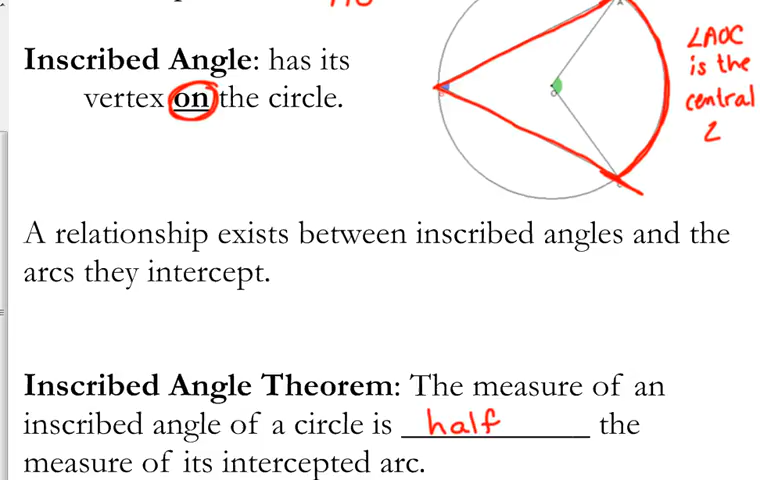 Inscribed Angle: has its
vertex on the circle.
∠AOC
is the
central
∠
A relationship exists between inscribed angles and the
arcs they intercept.
Inscribed Angle Theorem: The measure of an
inscribed angle of a circle is half the
measure of its intercepted arc.